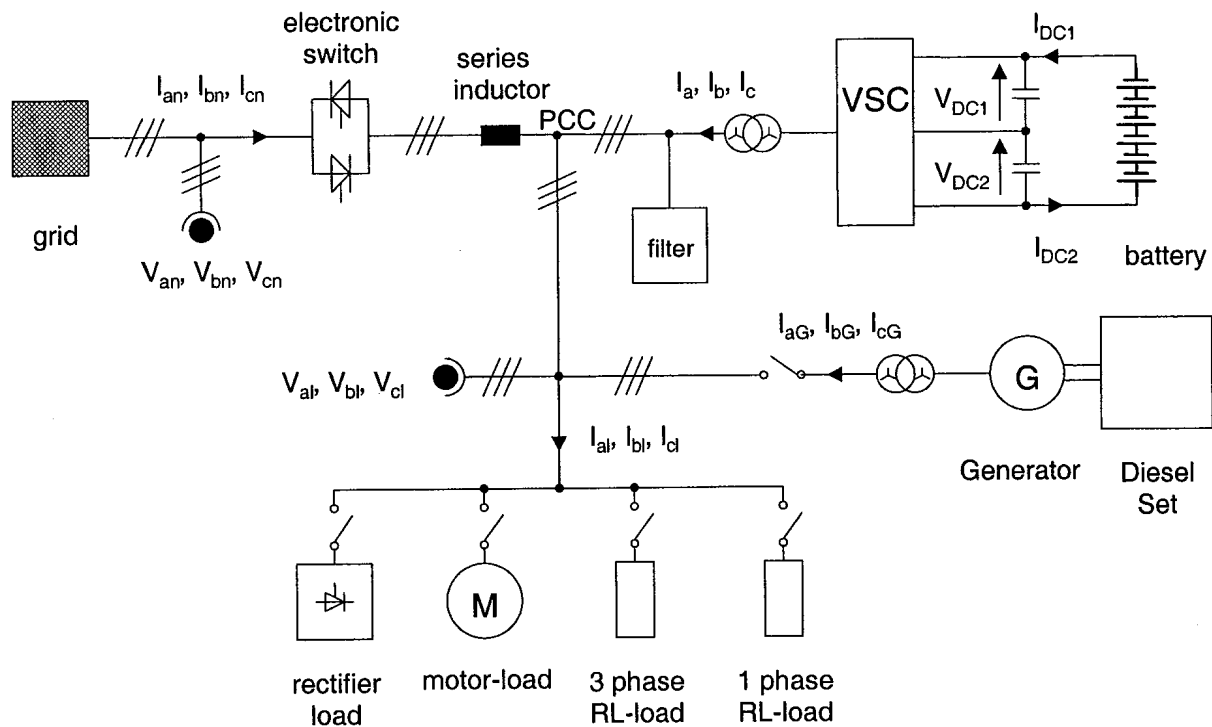 electronic
switch
series
inductor
I_an, I_bn, I_cn
PCC
I_a, I_b, I_c
VSC
I_DC1
V_DC1
V_DC2
I_DC2
battery
grid
V_an, V_bn, V_cn
filter
I_aG, I_bG, I_cG
G
V_al, V_bl, V_cl
I_al, I_bl, I_cl
Generator
Diesel
Set
M
rectifier
load
motor-load
3 phase
RL-load
1 phase
RL-load